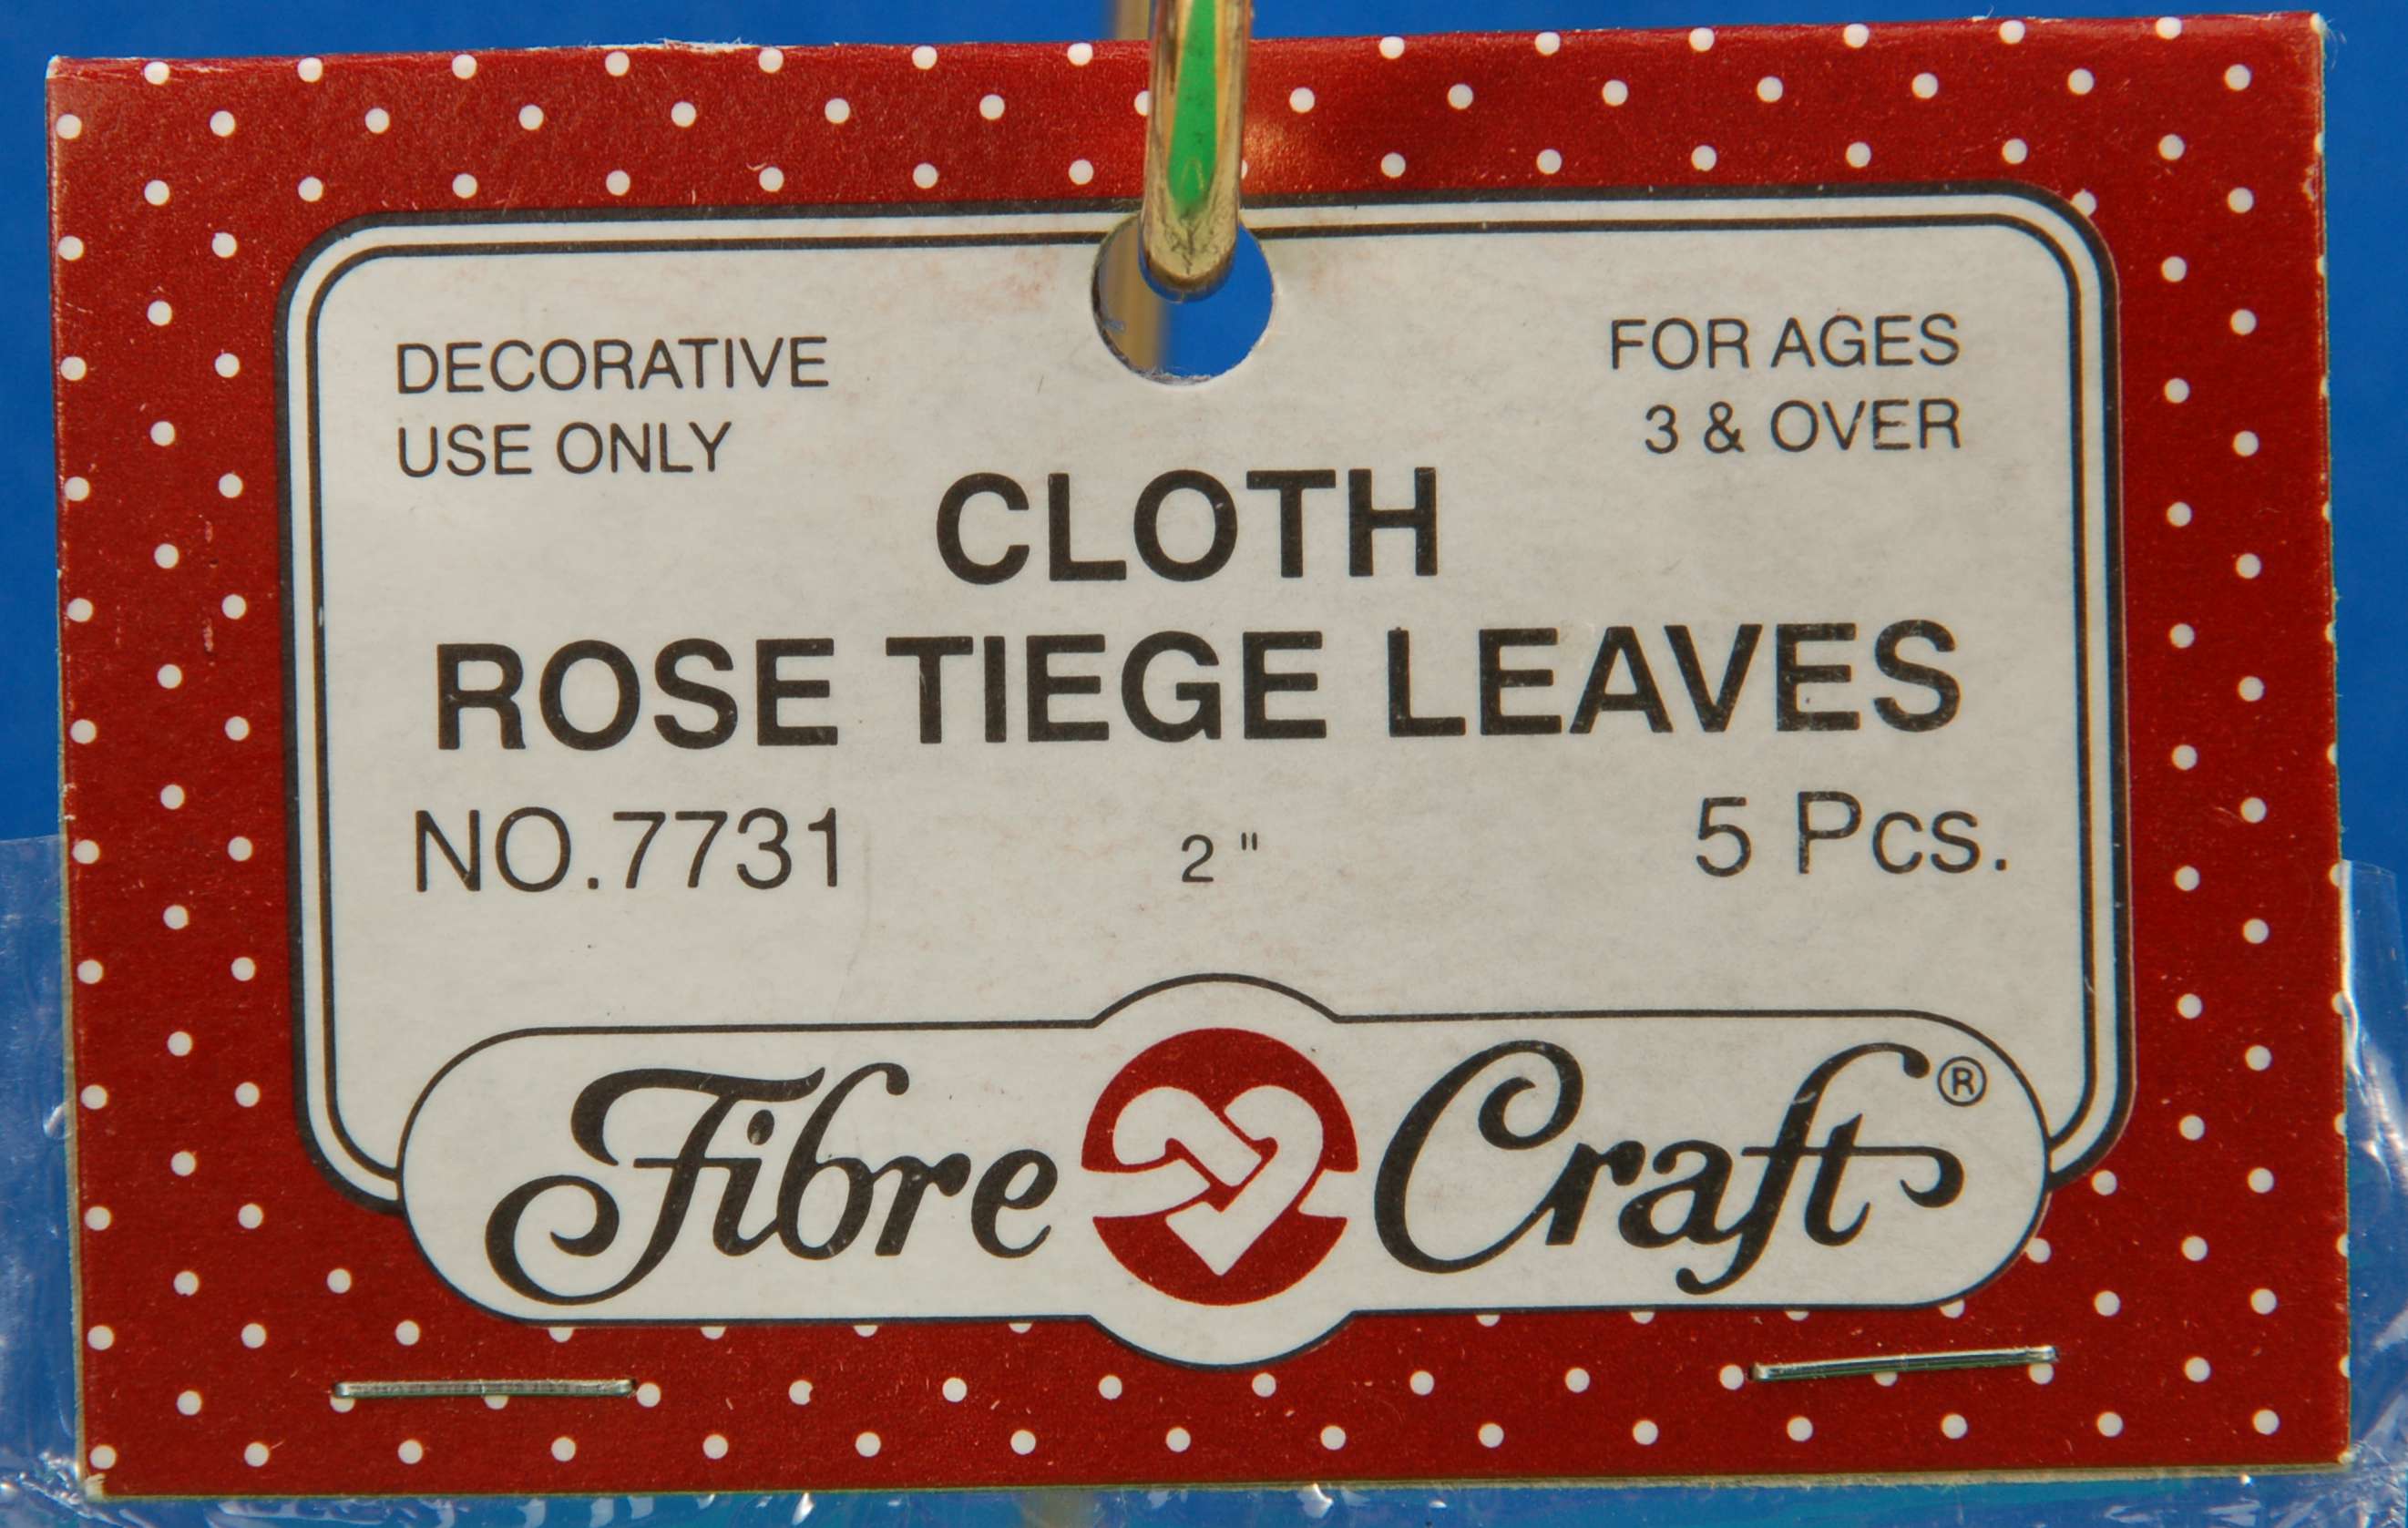 DECORATIVE
USE ONLY
FOR AGES
3 & OVER
CLOTH
ROSE TIEGE LEAVES
NO.7731 2" 5 Pcs.
Fibre Craft®